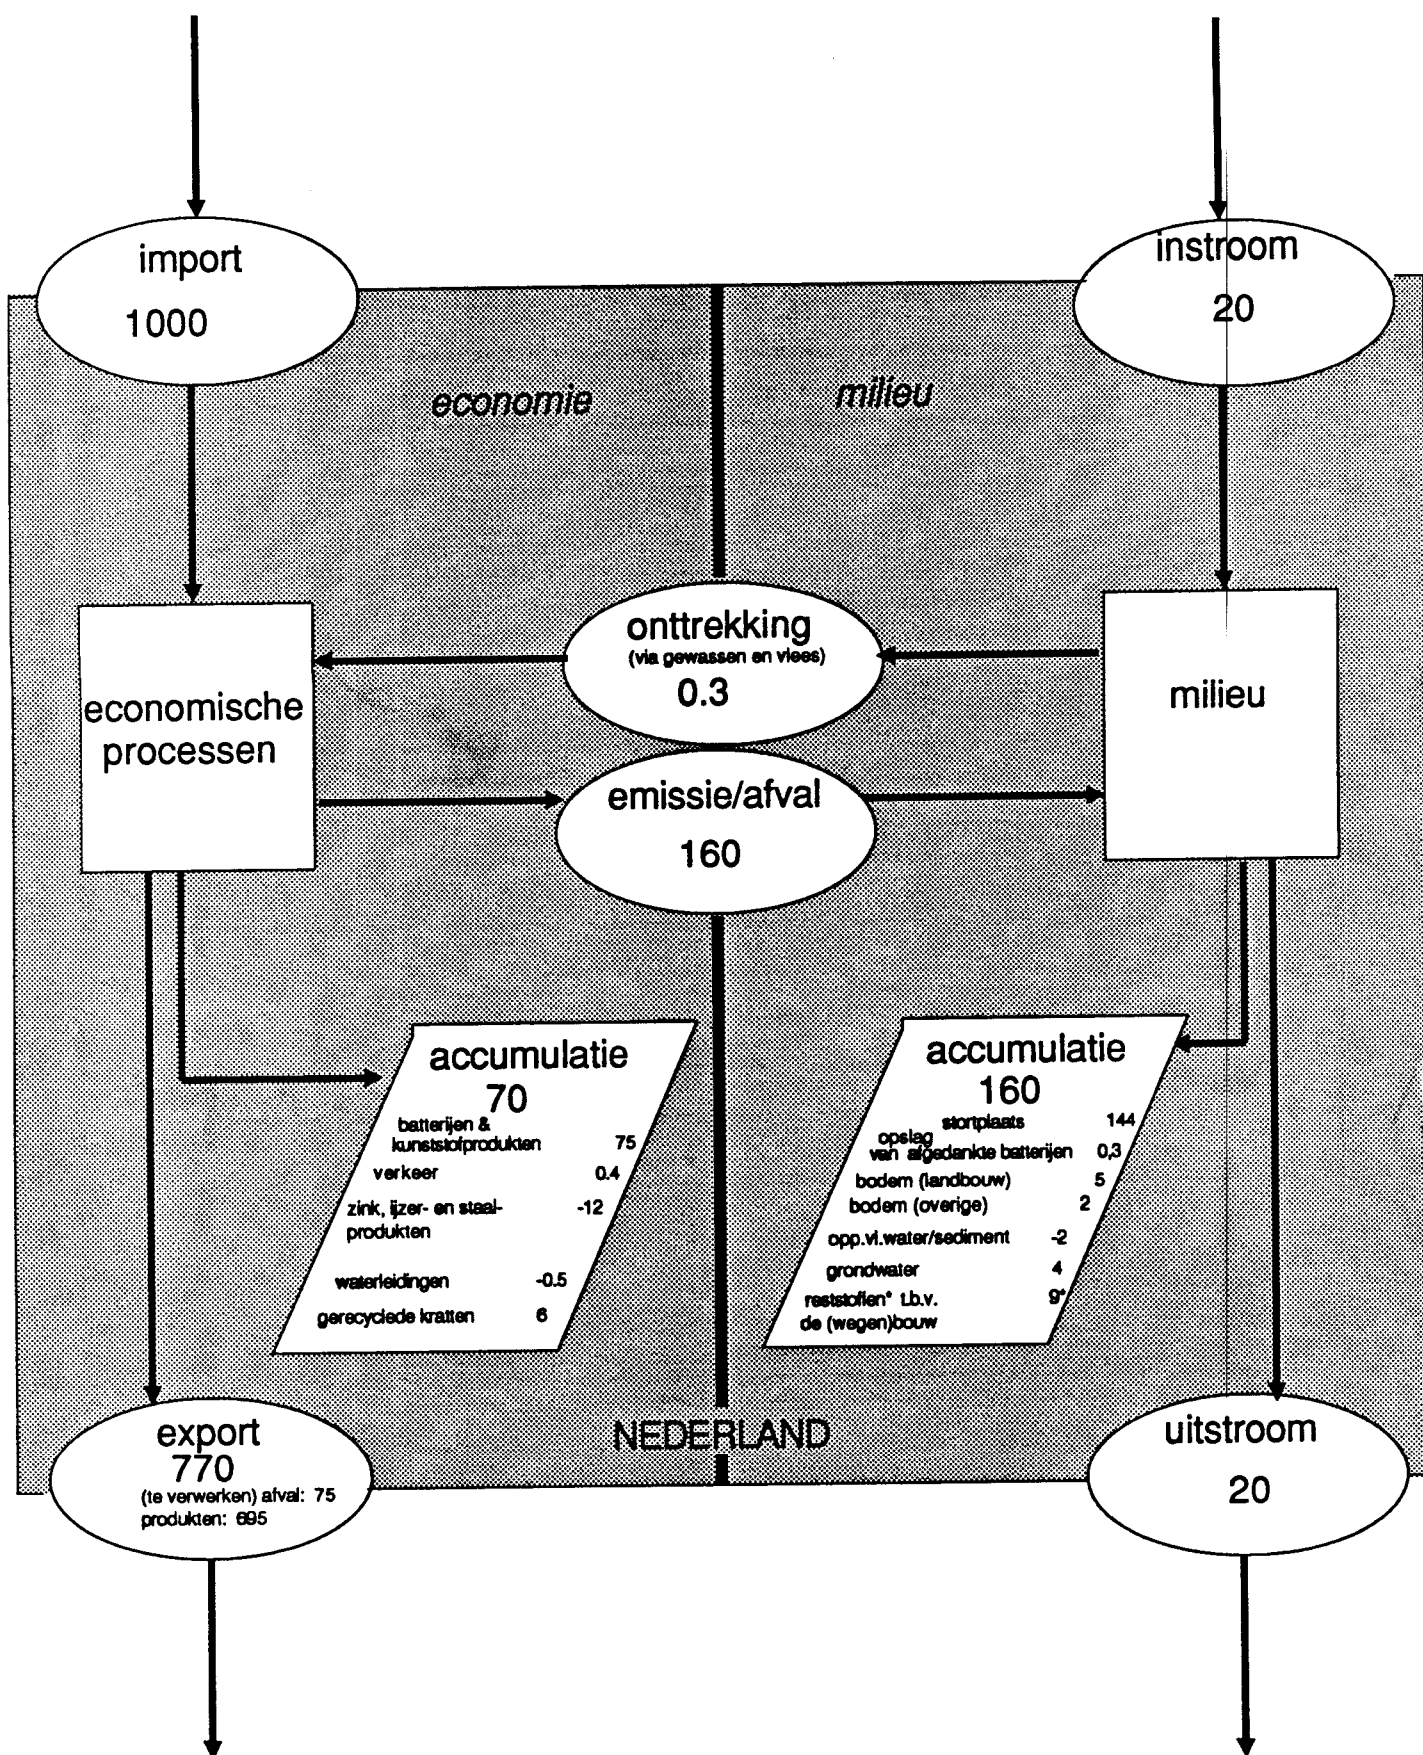 import
1000
instroom
20
economie
milieu
onttrekking
(via gewassen en vlees)
0.3
economische
processen
milieu
emissie/afval
160
accumulatie
70
batterijen &
kunststofprodukten 75
verkeer 0.4
zink, ijzer- en staal- -12
produkten
waterleidingen -0.5
gerecyclede kratten 6
accumulatie
160
stortplaats 144
opslag
van afgedankte batterijen 0,3
bodem (landbouw) 5
bodem (overige) 2
opp.vl.water/sediment -2
grondwater 4
reststoffen* t.b.v. 9*
de (wegen)bouw
NEDERLAND
export
770
(te verwerken) afval: 75
produkten: 695
uitstroom
20